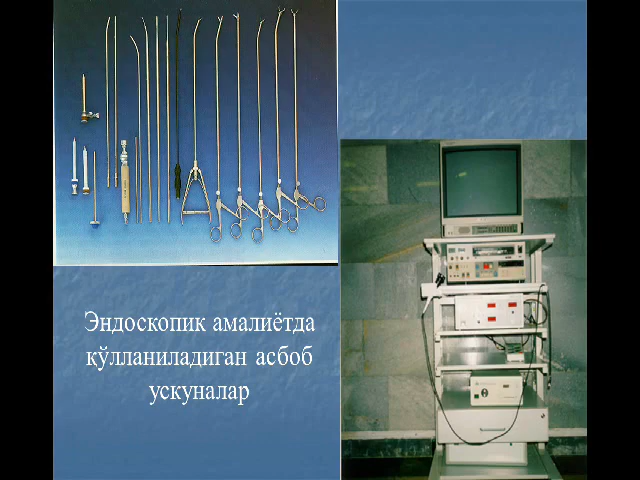 Эндоскопик амалиётда
қўлланиладиган асбоб
ускуналар